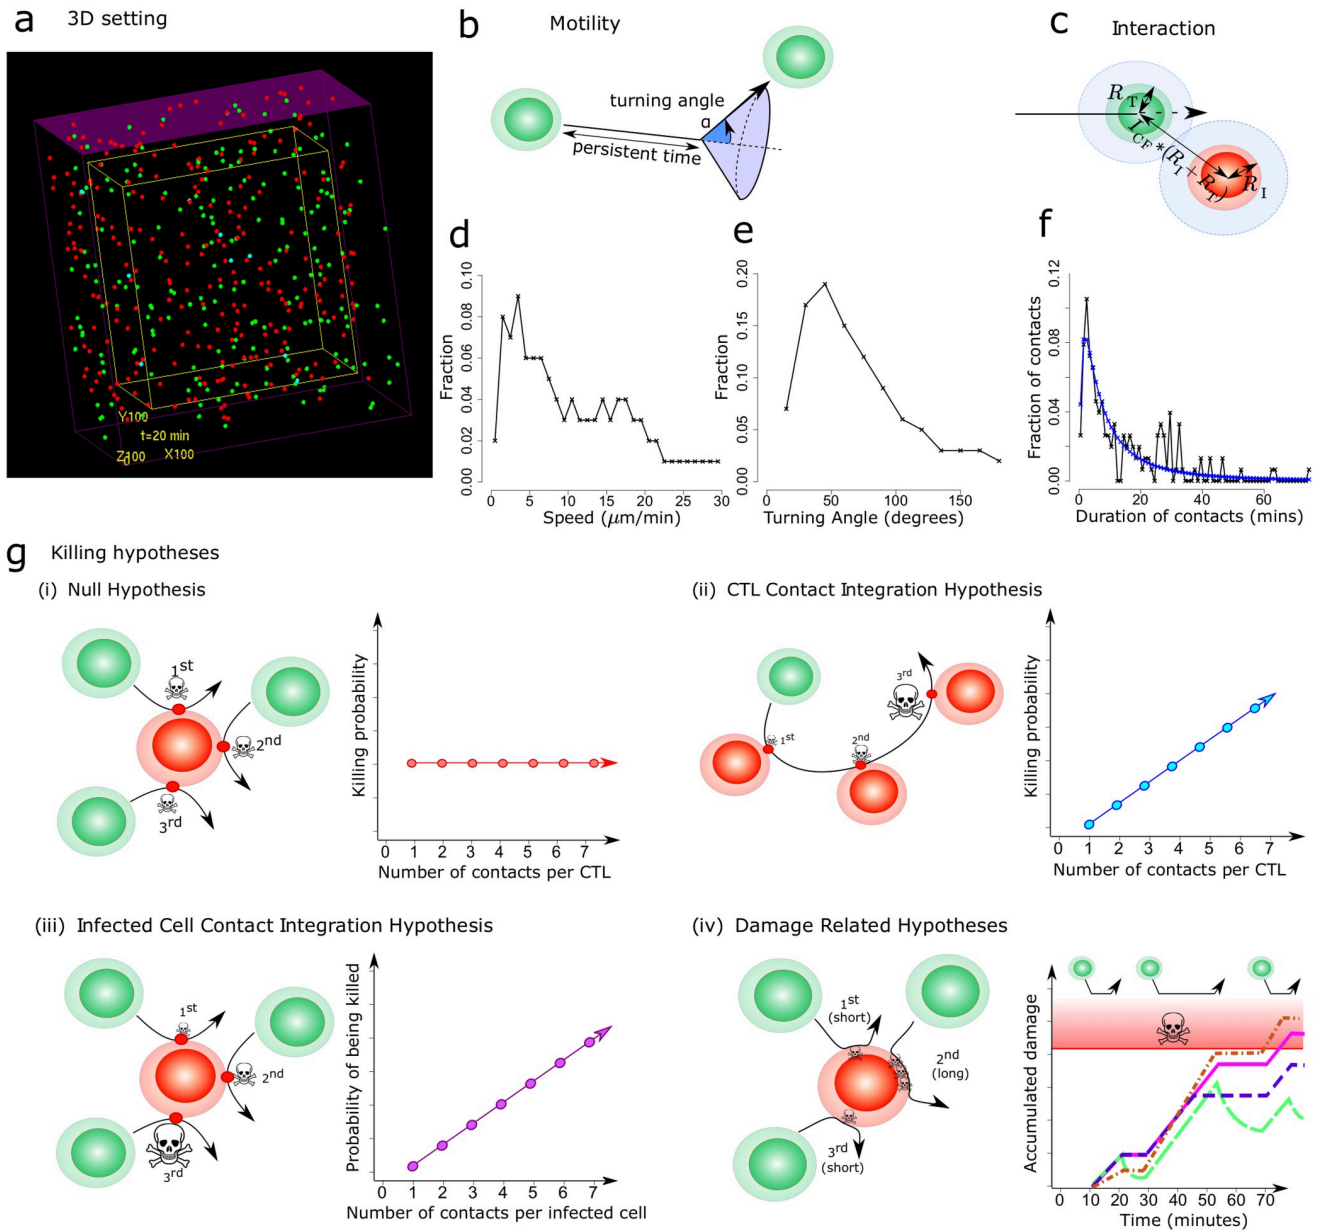 a 3D setting
Y100
t=20 min
Z100 X100
0
b Motility
turning angle
α
persistent time
c Interaction
R_T
I_CF*(R_I+R_T)
R_I
d
Fraction
0.00 0.02 0.04 0.06 0.08 0.10
0 5 10 15 20 25 30
Speed (μm/min)
e
Fraction
0.00 0.05 0.10 0.15 0.20
0 50 100 150
Turning Angle (degrees)
f
Fraction of contacts
0.00 0.04 0.08 0.12
0 20 40 60
Duration of contacts (mins)
g Killing hypotheses
(i) Null Hypothesis
1st
2nd
3rd
Killing probability
0 1 2 3 4 5 6 7
Number of contacts per CTL
(ii) CTL Contact Integration Hypothesis
1st
2nd
3rd
Killing probability
0 1 2 3 4 5 6 7
Number of contacts per CTL
(iii) Infected Cell Contact Integration Hypothesis
1st
2nd
3rd
Probability of being killed
0 1 2 3 4 5 6 7
Number of contacts per infected cell
(iv) Damage Related Hypotheses
1st
(short)
2nd
(long)
3rd
(short)
Accumulated damage
0 10 20 30 40 50 60 70
Time (minutes)